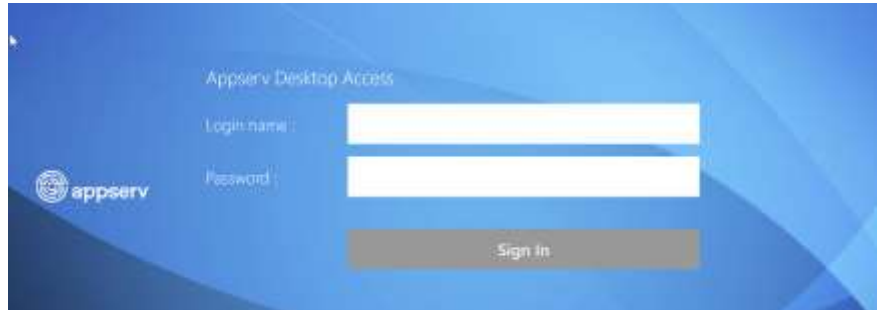 Appserv Desktop Access
Login name :
Password :
appserv
Sign In